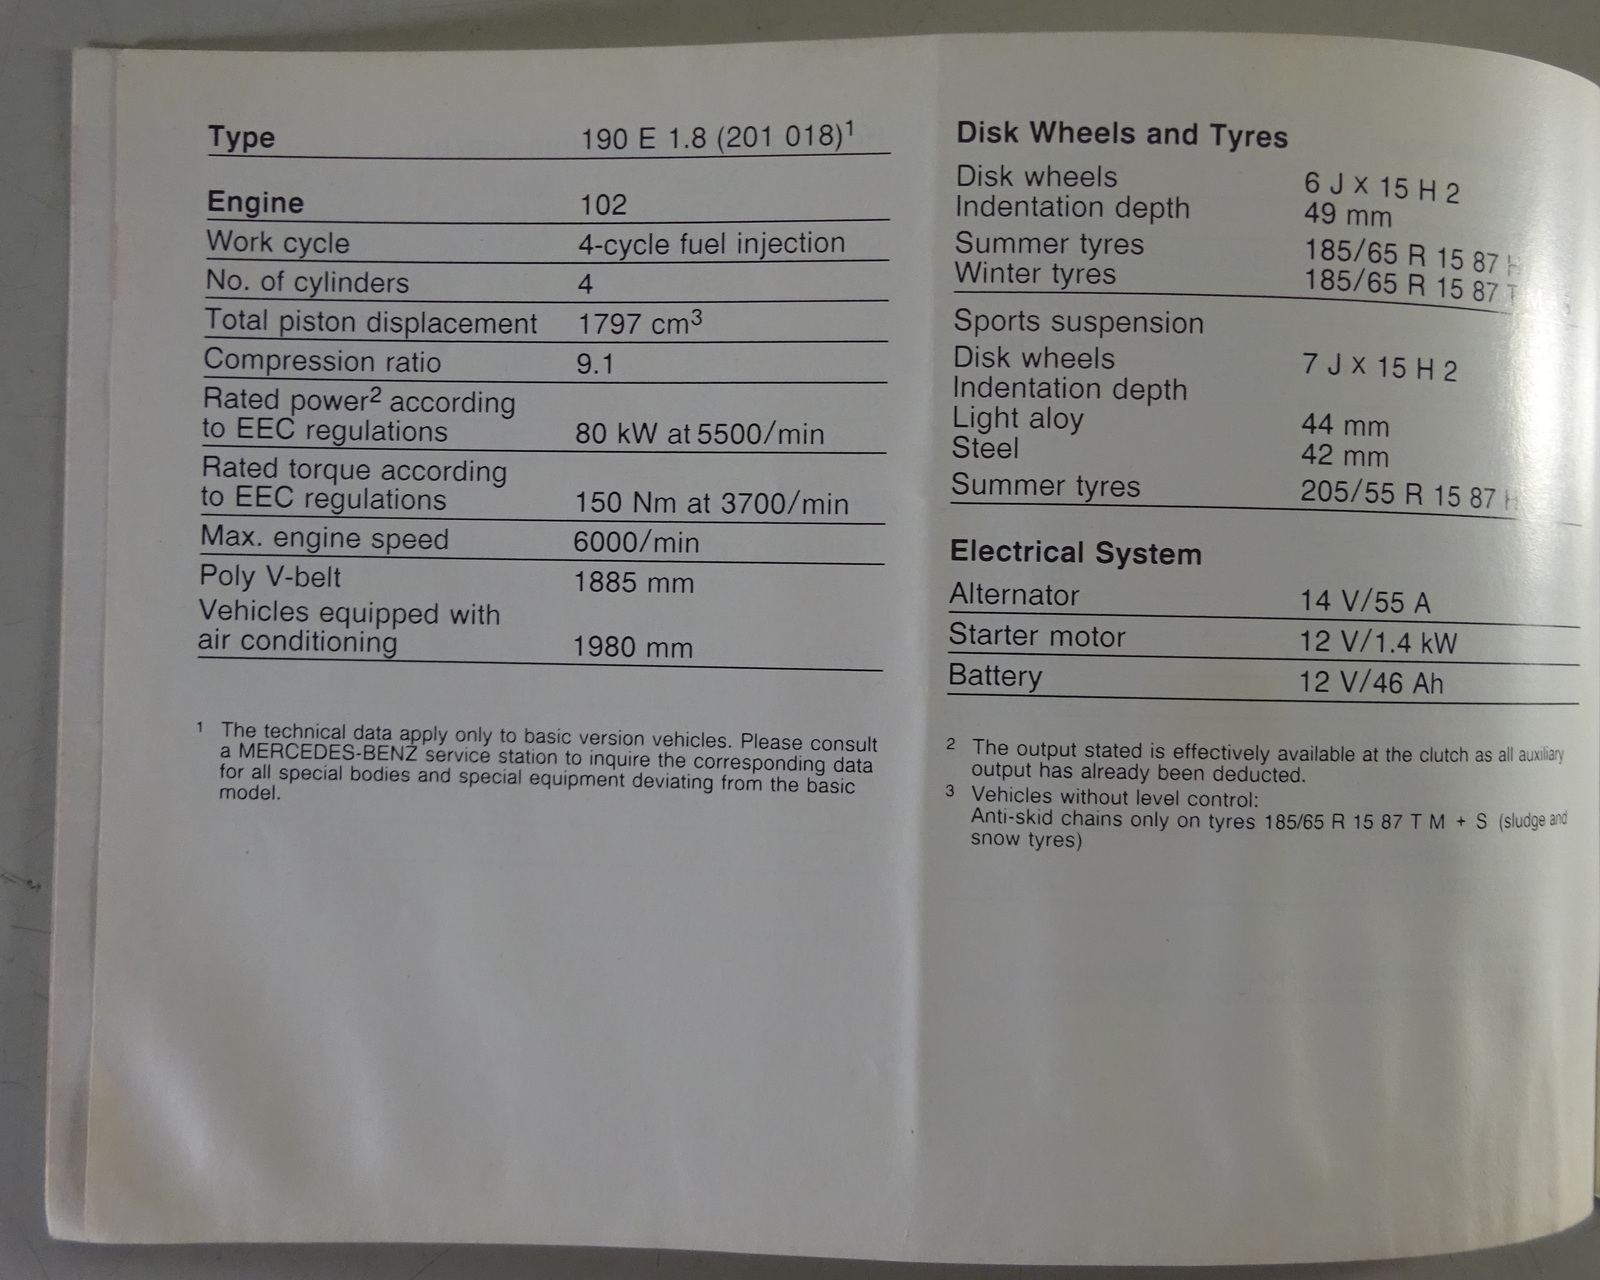 Type 190 E 1.8 (201 018)¹
Engine 102
Work cycle 4-cycle fuel injection
No. of cylinders 4
Total piston displacement 1797 cm³
Compression ratio 9.1
Rated power² according
to EEC regulations 80 kW at 5500/min
Rated torque according
to EEC regulations 150 Nm at 3700/min
Max. engine speed 6000/min
Poly V-belt 1885 mm
Vehicles equipped with
air conditioning 1980 mm
¹ The technical data apply only to basic version vehicles. Please consult
a MERCEDES-BENZ service station to inquire the corresponding data
for all special bodies and special equipment deviating from the basic
model.
Disk Wheels and Tyres
Disk wheels 6 J X 15 H 2
Indentation depth 49 mm
Summer tyres 185/65 R 15 87 H
Winter tyres 185/65 R 15 87 T
Sports suspension
Disk wheels 7 J X 15 H 2
Indentation depth
Light aloy 44 mm
Steel 42 mm
Summer tyres 205/55 R 15 87 H
Electrical System
Alternator 14 V/55 A
Starter motor 12 V/1.4 kW
Battery 12 V/46 Ah
² The output stated is effectively available at the clutch as all auxiliary
output has already been deducted.
³ Vehicles without level control:
Anti-skid chains only on tyres 185/65 R 15 87 T M + S (sludge and
snow tyres)